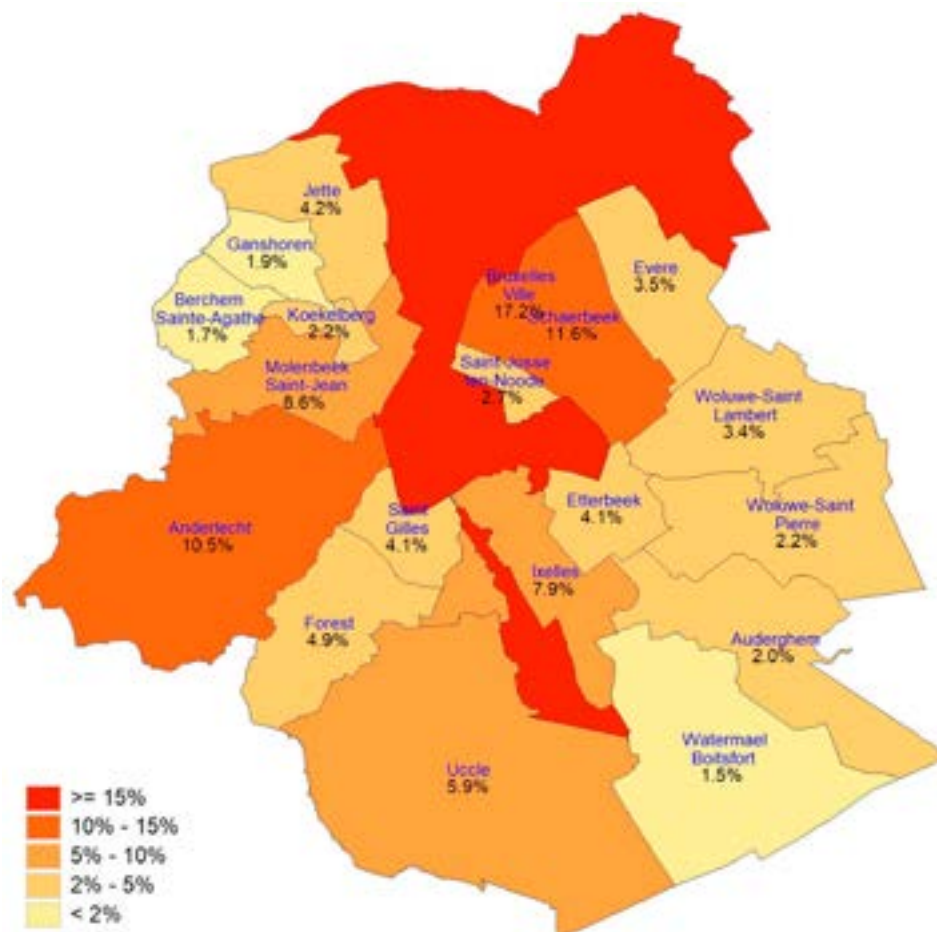 Jette
4.2%
Ganshoren
1.9%
Berchem
Sainte-Agathe
1.7%
Koekelberg
2.2%
Molenbeek
Saint-Jean
8.6%
Bruxelles
Ville
17.2%
Schaerbeek
11.6%
Evere
3.5%
Saint-Josse
ten-Noode
2.7%
Woluwe-Saint
Lambert
3.4%
Woluwe-Saint
Pierre
2.2%
Etterbeek
4.1%
Anderlecht
10.5%
Saint
Gilles
4.1%
Ixelles
7.9%
Forest
4.9%
Auderghem
2.0%
Watermael
Boitsfort
1.5%
Uccle
5.9%
>= 15%
10% - 15%
5% - 10%
2% - 5%
< 2%